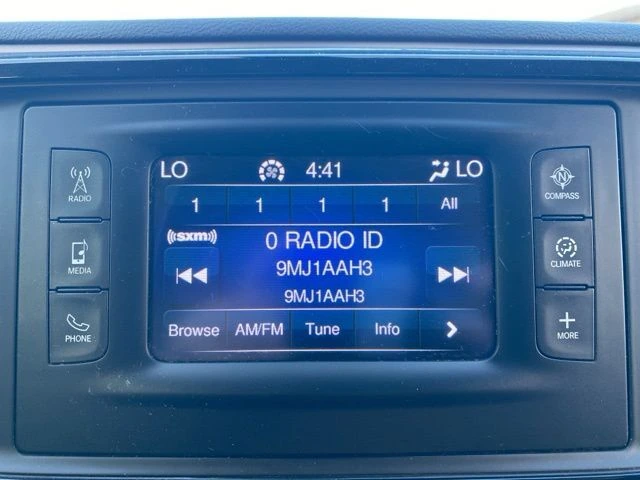 LO 4:41 LO
1 1 1 1 All
RADIO
N
COMPASS
((sxm))
0 RADIO ID
9MJ1AAH3
9MJ1AAH3
MEDIA
CLIMATE
Browse AM/FM Tune Info
PHONE
MORE